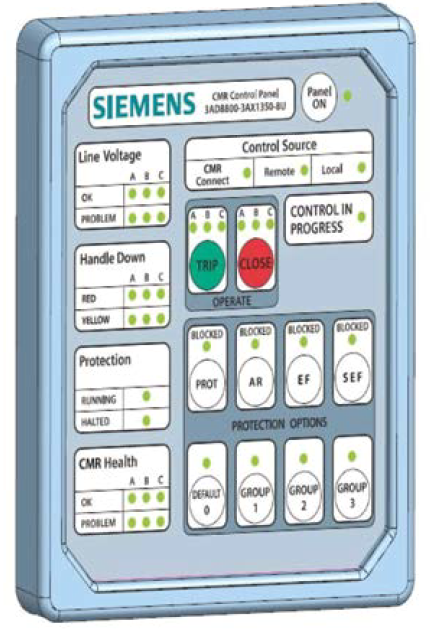 SIEMENS
CMR Control Panel
3AD8800-3AX1350-8U
Panel
ON
Line Voltage
A B C
OK
PROBLEM
Control Source
CMR
Connect
Remote
Local
Handle Down
A B C
RED
YELLOW
A B C
A B C
TRIP
CLOSE
OPERATE
CONTROL IN
PROGRESS
Protection
RUNNING
HALTED
BLOCKED
BLOCKED
BLOCKED
BLOCKED
PROT
AR
EF
SEF
PROTECTION OPTIONS
CMR Health
A B C
OK
PROBLEM
DEFAULT
0
GROUP
1
GROUP
2
GROUP
3